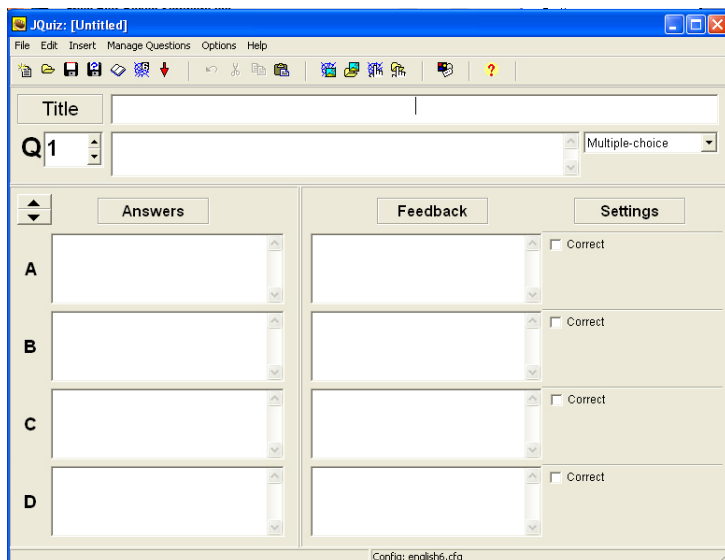 JQuiz: [Untitled]
File Edit Insert Manage Questions Options Help
?
Title
Q 1 Multiple-choice
Answers Feedback Settings
A Correct
B Correct
C Correct
D Correct
Config: english6.cfg